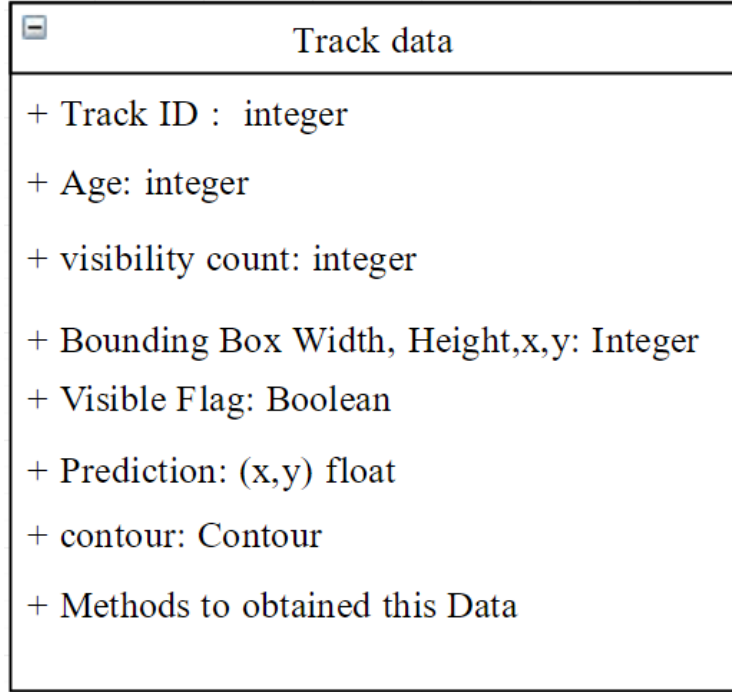 Track data
+ Track ID : integer
+ Age: integer
+ visibility count: integer
+ Bounding Box Width, Height,x,y: Integer
+ Visible Flag: Boolean
+ Prediction: (x,y) float
+ contour: Contour
+ Methods to obtained this Data